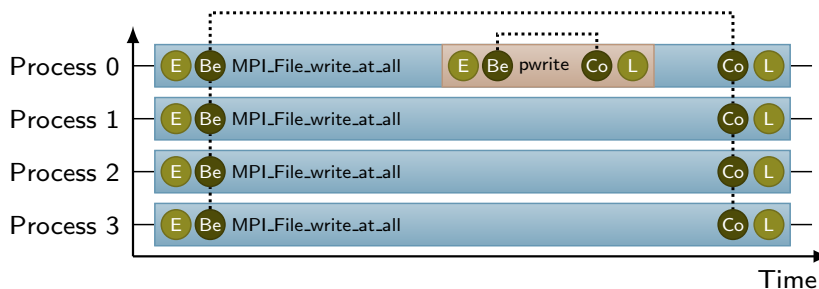 Process 0 E Be MPI_File_write_at_all E Be pwrite Co L Co L
Process 1 E Be MPI_File_write_at_all Co L
Process 2 E Be MPI_File_write_at_all Co L
Process 3 E Be MPI_File_write_at_all Co L
Time